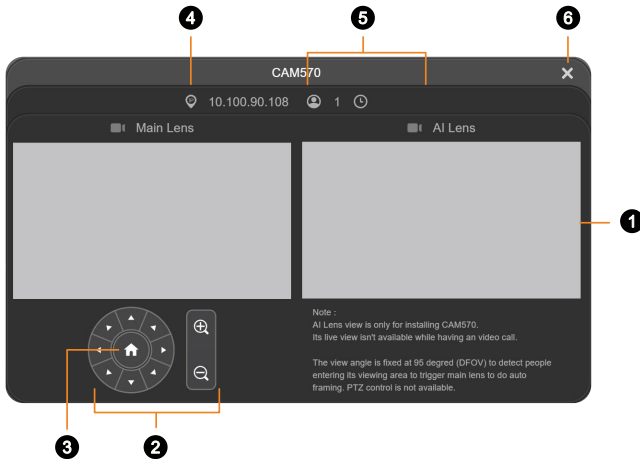 4
5
6
CAM570
10.100.90.108 1
Main Lens
AI Lens
1
Note :
AI Lens view is only for installing CAM570.
Its live view isn't available while having an video call.
The view angle is fixed at 95 degred (DFOV) to detect people
entering its viewing area to trigger main lens to do auto
framing. PTZ control is not available.
3
2